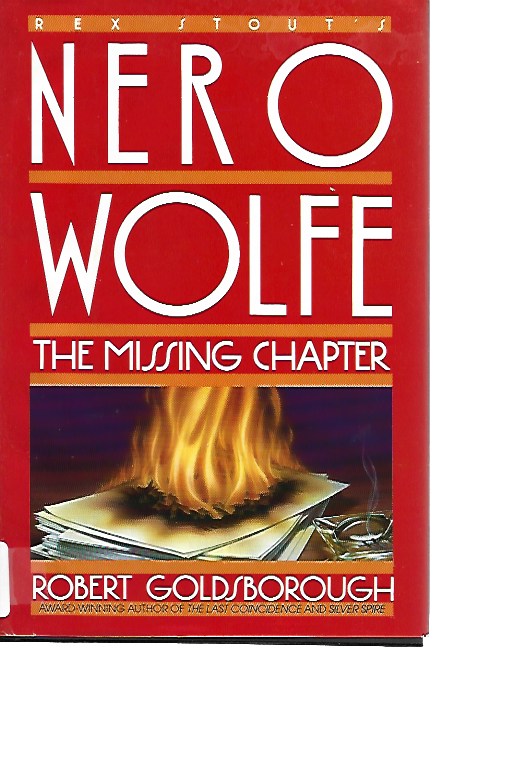 REX STOUT'S
NERO
WOLFE
THE MISSING CHAPTER
ROBERT GOLDSBOROUGH
AWARD-WINNING AUTHOR OF THE LAST COINCIDENCE AND SILVER SPIRE